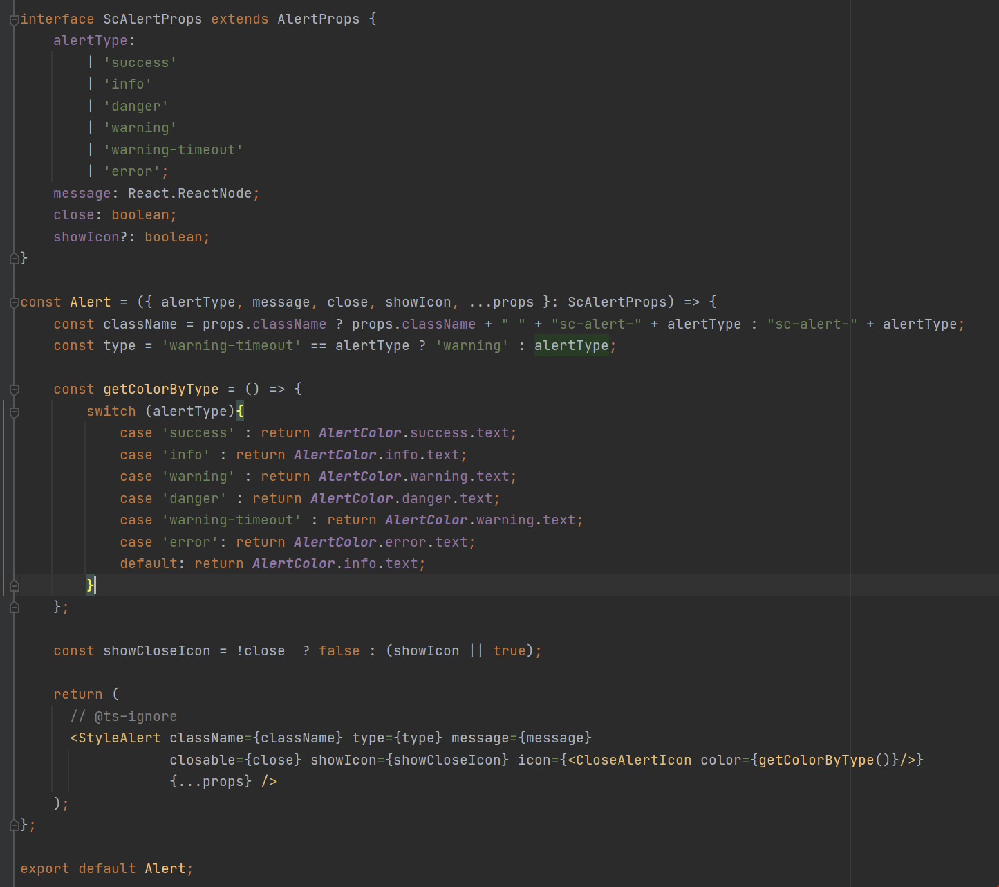 interface ScAlertProps extends AlertProps {
    alertType:
        | 'success'
        | 'info'
        | 'danger'
        | 'warning'
        | 'warning-timeout'
        | 'error';
    message: React.ReactNode;
    close: boolean;
    showIcon?: boolean;
}
const Alert = ({ alertType, message, close, showIcon, ...props }: ScAlertProps) => {
    const className = props.className ? props.className + " " + "sc-alert-" + alertType : "sc-alert-" + alertType;
    const type = 'warning-timeout' == alertType ? 'warning' : alertType;
    const getColorByType = () => {
        switch (alertType){
            case 'success' : return AlertColor.success.text;
            case 'info' : return AlertColor.info.text;
            case 'warning' : return AlertColor.warning.text;
            case 'danger' : return AlertColor.danger.text;
            case 'warning-timeout' : return AlertColor.warning.text;
            case 'error': return AlertColor.error.text;
            default: return AlertColor.info.text;
        }
    };
    const showCloseIcon = !close  ? false : (showIcon || true);
    return (
      // @ts-ignore
      <StyleAlert className={className} type={type} message={message}
                  closable={close} showIcon={showCloseIcon} icon={<CloseAlertIcon color={getColorByType()}/>}
                  {...props} />
    );
};
export default Alert;